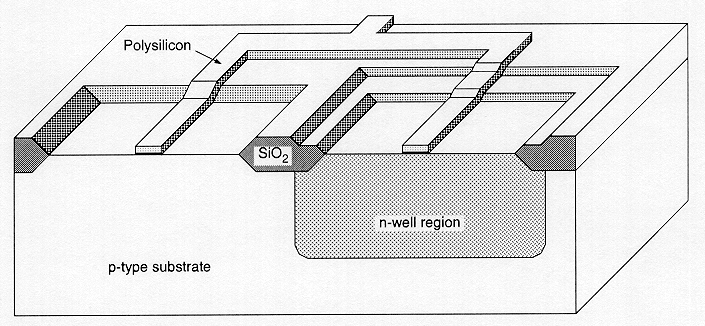 Polysilicon
SiO2
n-well region
p-type substrate